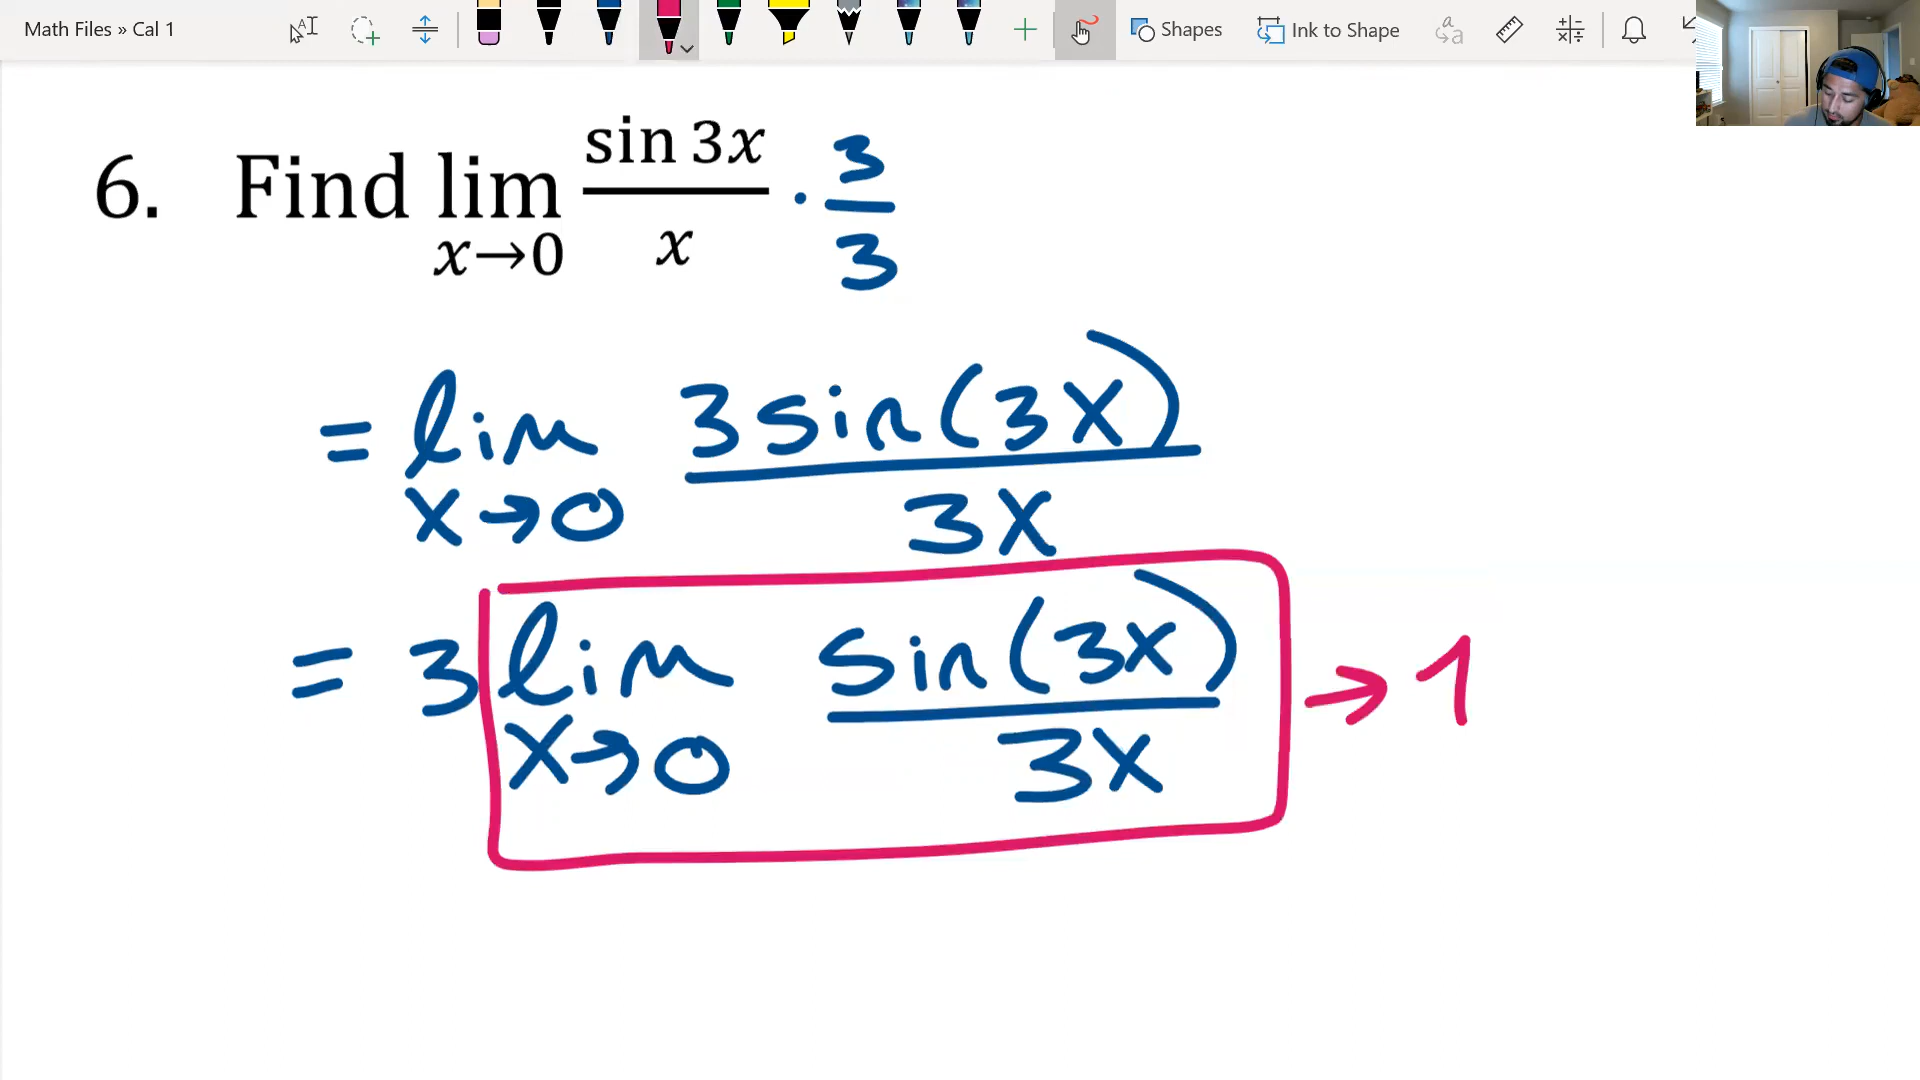 Math Files » Cal 1
Shapes
Ink to Shape
6. Find lim x→0 sin 3x / x · 3/3
= lim x→0 3sin(3x) / 3x
= 3 lim x→0 sin(3x) / 3x → 1